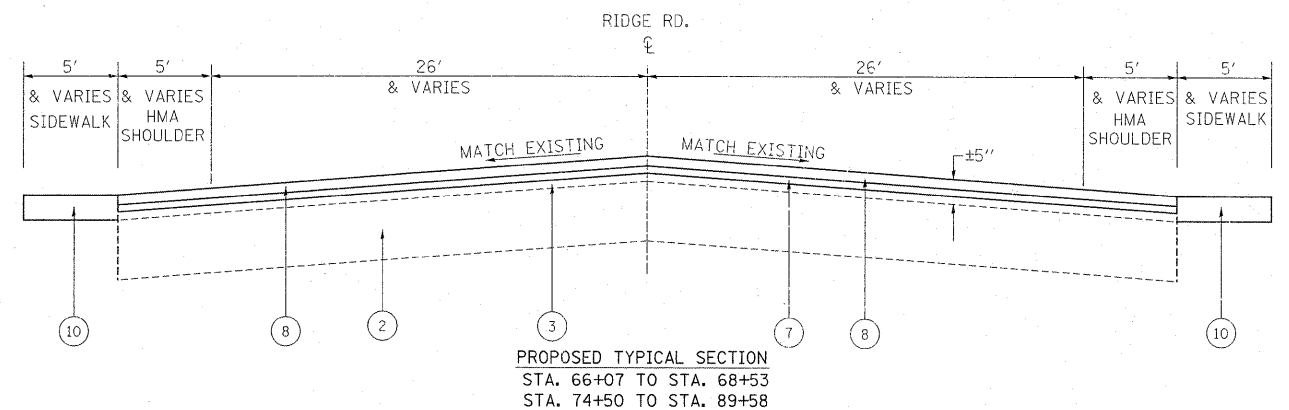 RIDGE RD.
℄
5' 5' 26' 26' 5' 5'
& VARIES & VARIES & VARIES & VARIES & VARIES & VARIES
SIDEWALK HMA HMA SIDEWALK
SHOULDER SHOULDER
MATCH EXISTING MATCH EXISTING ±5"
10 8 2 3 7 8 10
PROPOSED TYPICAL SECTION
STA. 66+07 TO STA. 68+53
STA. 74+50 TO STA. 89+58